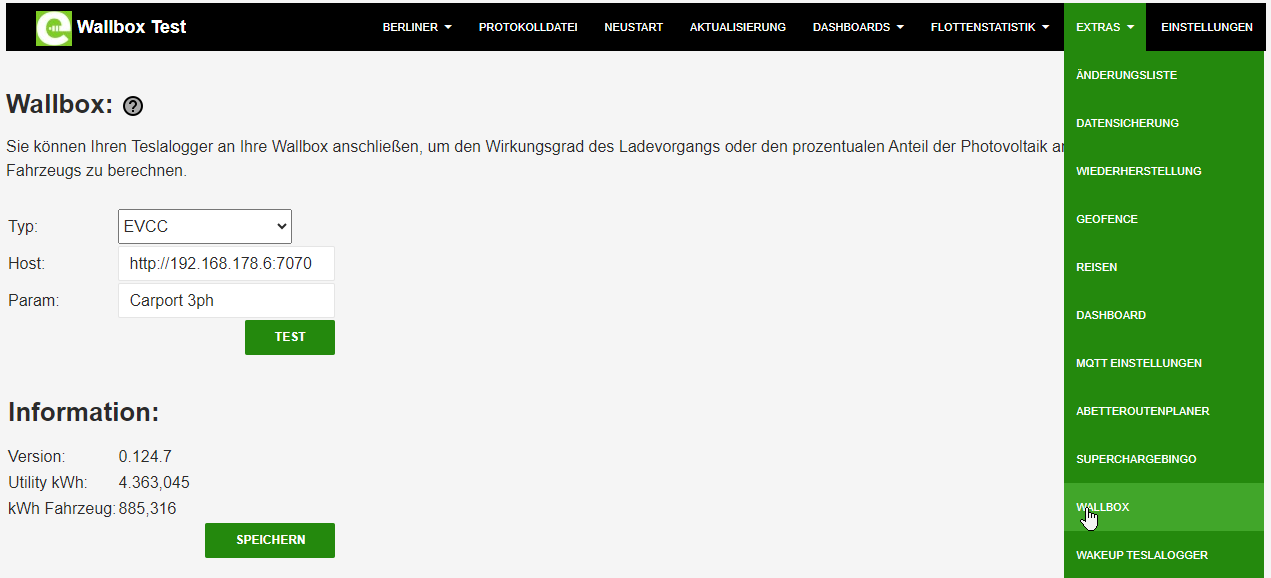 Wallbox Test
BERLINER PROTOKOLLDATEI NEUSTART AKTUALISIERUNG DASHBOARDS FLOTTENSTATISTIK EXTRAS EINSTELLUNGEN
ÄNDERUNGSLISTE
DATENSICHERUNG
WIEDERHERSTELLUNG
GEOFENCE
REISEN
DASHBOARD
MQTT EINSTELLUNGEN
ABETTEROUTENPLANER
SUPERCHARGEBINGO
WALLBOX
WAKEUP TESLALOGGER
Wallbox: ?
Sie können Ihren Teslalogger an Ihre Wallbox anschließen, um den Wirkungsgrad des Ladevorgangs oder den prozentualen Anteil der Photovoltaik
Fahrzeugs zu berechnen.
Typ: EVCC
Host: http://192.168.178.6:7070
Param: Carport 3ph
TEST
Information:
Version: 0.124.7
Utility kWh: 4.363,045
kWh Fahrzeug: 885,316
SPEICHERN